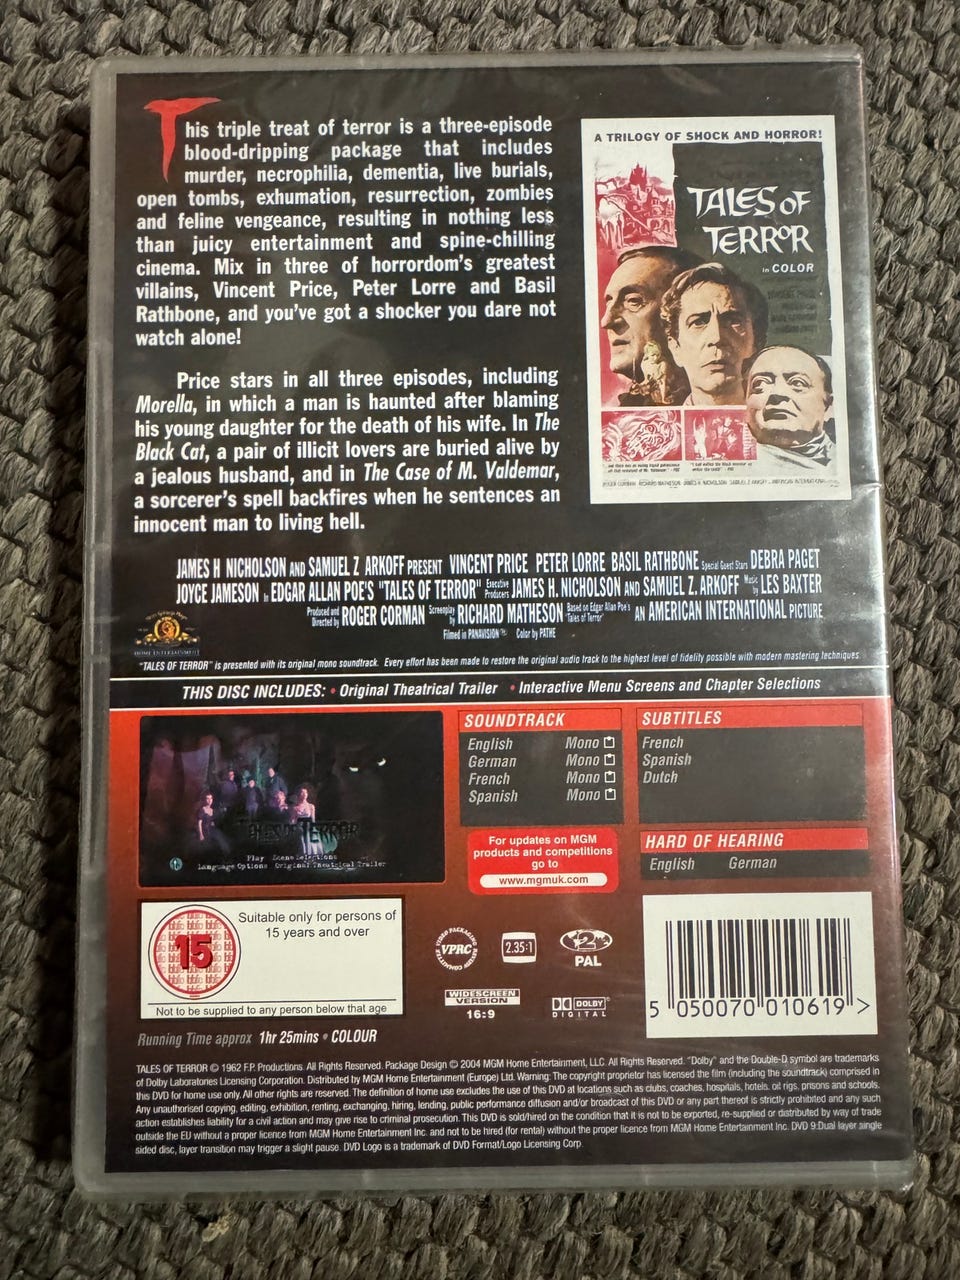 This triple treat of terror is a three-episode
blood-dripping package that includes
murder, necrophilia, dementia, live burials,
open tombs, exhumation, resurrection, zombies
and feline vengeance, resulting in nothing less
than juicy entertainment and spine-chilling
cinema. Mix in three of horrordom's greatest
villains, Vincent Price, Peter Lorre and Basil
Rathbone, and you've got a shocker you dare not
watch alone!
Price stars in all three episodes, including
Morella, in which a man is haunted after blaming
his young daughter for the death of his wife. In The
Black Cat, a pair of illicit lovers are buried alive by
a jealous husband, and in The Case of M. Valdemar,
a sorcerer's spell backfires when he sentences an
innocent man to living hell.
A TRILOGY OF SHOCK AND HORROR!
TALES OF
TERROR
in COLOR
JAMES H NICHOLSON AND SAMUEL Z ARKOFF PRESENT VINCENT PRICE PETER LORRE BASIL RATHBONE Special Guest Stars DEBRA PAGET
JOYCE JAMESON in EDGAR ALLAN POE'S "TALES OF TERROR" Executive Producers JAMES H. NICHOLSON AND SAMUEL Z. ARKOFF Music by LES BAXTER
Produced and Directed by ROGER CORMAN Screenplay by RICHARD MATHESON Based on Edgar Allan Poe's "Tales of Terror" AN AMERICAN INTERNATIONAL PICTURE
Filmed in PANAVISION® Color by PATHE
HOME ENTERTAINMENT
"TALES OF TERROR" is presented with its original mono soundtrack. Every effort has been made to restore the original audio track to the highest level of fidelity possible with modern mastering techniques.
THIS DISC INCLUDES: • Original Theatrical Trailer • Interactive Menu Screens and Chapter Selections
TALES OF TERROR
Play Scene Selections
Language Options Original Theatrical Trailer
SOUNDTRACK
English Mono
German Mono
French Mono
Spanish Mono
SUBTITLES
French
Spanish
Dutch
For updates on MGM
products and competitions
go to
www.mgmuk.com
HARD OF HEARING
English German
15
Suitable only for persons of
15 years and over
Not to be supplied to any person below that age
VIDEO PACKAGING REVIEW COMMITTEE
VPRC
2.35:1
2
PAL
WIDESCREEN
VERSION
16:9
DOLBY
DIGITAL
5 050070 010619 >
Running Time approx 1hr 25mins • COLOUR
TALES OF TERROR © 1962 F.P. Productions. All Rights Reserved. Package Design © 2004 MGM Home Entertainment, LLC. All Rights Reserved. "Dolby" and the Double-D symbol are trademarks
of Dolby Laboratories Licensing Corporation. Distributed by MGM Home Entertainment (Europe) Ltd. Warning: The copyright proprietor has licensed the film (including the soundtrack) comprised in
this DVD for home use only. All other rights are reserved. The definition of home use excludes the use of this DVD at locations such as clubs, coaches, hospitals, hotels, oil rigs, prisons and schools.
Any unauthorised copying, editing, exhibition, renting, exchanging, hiring, lending, public performance diffusion and/or broadcast of this DVD or any part thereof is strictly prohibited and any such
action establishes liability for a civil action and may give rise to criminal prosecution. This DVD is sold/hired on the condition that it is not to be exported, re-supplied or distributed by way of trade
outside the EU without a proper licence from MGM Home Entertainment Inc. and not to be hired (for rental) without the proper licence from MGM Home Entertainment Inc. DVD 9:Dual layer single
sided disc, layer transition may trigger a slight pause. DVD Logo is a trademark of DVD Format/Logo Licensing Corp.